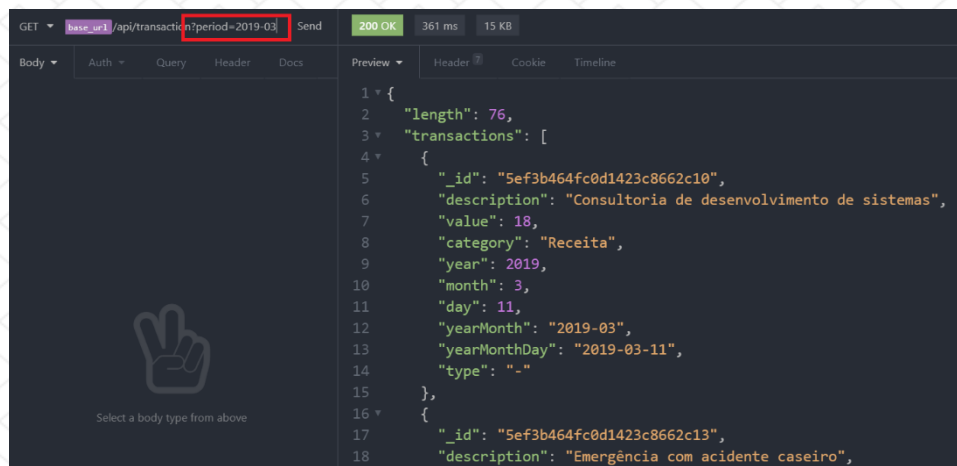 GET base_url /api/transaction?period=2019-03 Send 200 OK 361 ms 15 KB
Body Auth Query Header Docs Preview Header 7 Cookie Timeline
1 {
2 "length": 76,
3 "transactions": [
4 {
5 "_id": "5ef3b464fc0d1423c8662c10",
6 "description": "Consultoria de desenvolvimento de sistemas",
7 "value": 18,
8 "category": "Receita",
9 "year": 2019,
10 "month": 3,
11 "day": 11,
12 "yearMonth": "2019-03",
13 "yearMonthDay": "2019-03-11",
14 "type": "-"
15 },
16 {
17 "_id": "5ef3b464fc0d1423c8662c13",
18 "description": "Emergência com acidente caseiro",
Select a body type from above